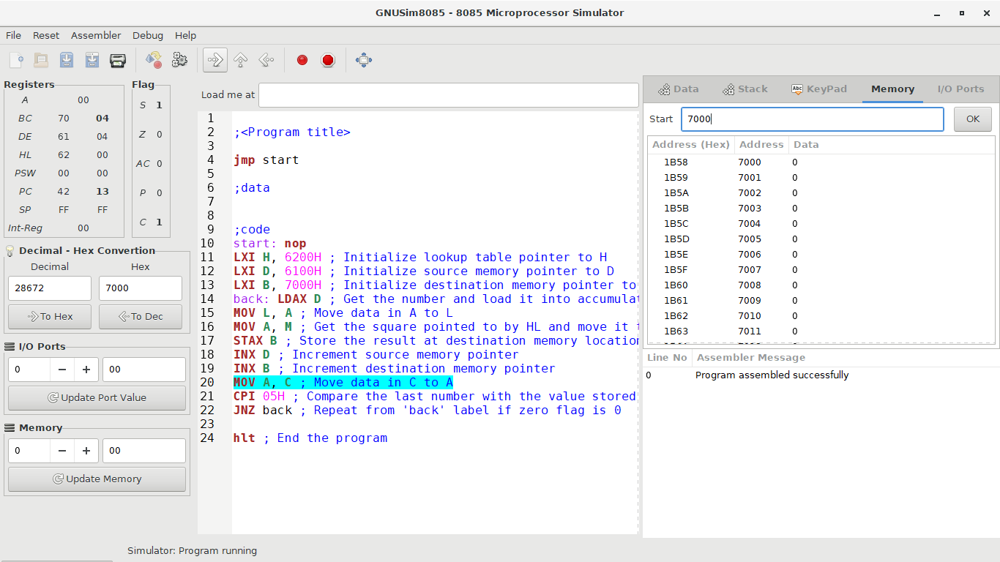 GNUSim8085 - 8085 Microprocessor Simulator
File Reset Assembler Debug Help
Registers
A 00
BC 70 04
DE 61 04
HL 62 00
PSW 00 00
PC 42 13
SP FF FF
Int-Reg 00
Flag
S 1
Z 0
AC 0
P 0
C 1
Decimal - Hex Convertion
Decimal Hex
28672 7000
To Hex To Dec
I/O Ports
0 − + 00
Update Port Value
Memory
0 − + 00
Update Memory
Load me at
1
2 ;<Program title>
3
4 jmp start
5
6 ;data
7
8
9 ;code
10 start: nop
11 LXI H, 6200H ; Initialize lookup table pointer to H
12 LXI D, 6100H ; Initialize source memory pointer to D
13 LXI B, 7000H ; Initialize destination memory pointer to
14 back: LDAX D ; Get the number and load it into accumulat
15 MOV L, A ; Move data in A to L
16 MOV A, M ; Get the square pointed to by HL and move it
17 STAX B ; Store the result at destination memory location
18 INX D ; Increment source memory pointer
19 INX B ; Increment destination memory pointer
20 MOV A, C ; Move data in C to A
21 CPI 05H ; Compare the last number with the value stored
22 JNZ back ; Repeat from 'back' label if zero flag is 0
23
24 hlt ; End the program
Data Stack Abc KeyPad Memory I/O Ports
Start 7000 OK
Address (Hex) Address Data
1B58 7000 0
1B59 7001 0
1B5A 7002 0
1B5B 7003 0
1B5C 7004 0
1B5D 7005 0
1B5E 7006 0
1B5F 7007 0
1B60 7008 0
1B61 7009 0
1B62 7010 0
1B63 7011 0
Line No Assembler Message
0 Program assembled successfully
Simulator: Program running